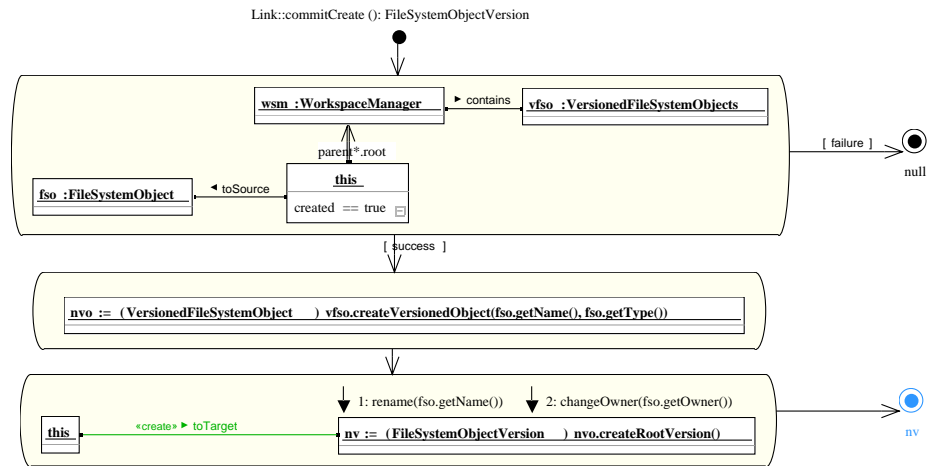 Link::commitCreate (): FileSystemObjectVersion
wsm :WorkspaceManager
► contains
vfso :VersionedFileSystemObjects
[ failure ]
null
parent*.root
this
created == true
fso :FileSystemObject
◄ toSource
[ success ]
nvo := (VersionedFileSystemObject ) vfso.createVersionedObject(fso.getName(), fso.getType())
1: rename(fso.getName())
2: changeOwner(fso.getOwner())
this
«create» ► toTarget
nv := (FileSystemObjectVersion ) nvo.createRootVersion()
nv